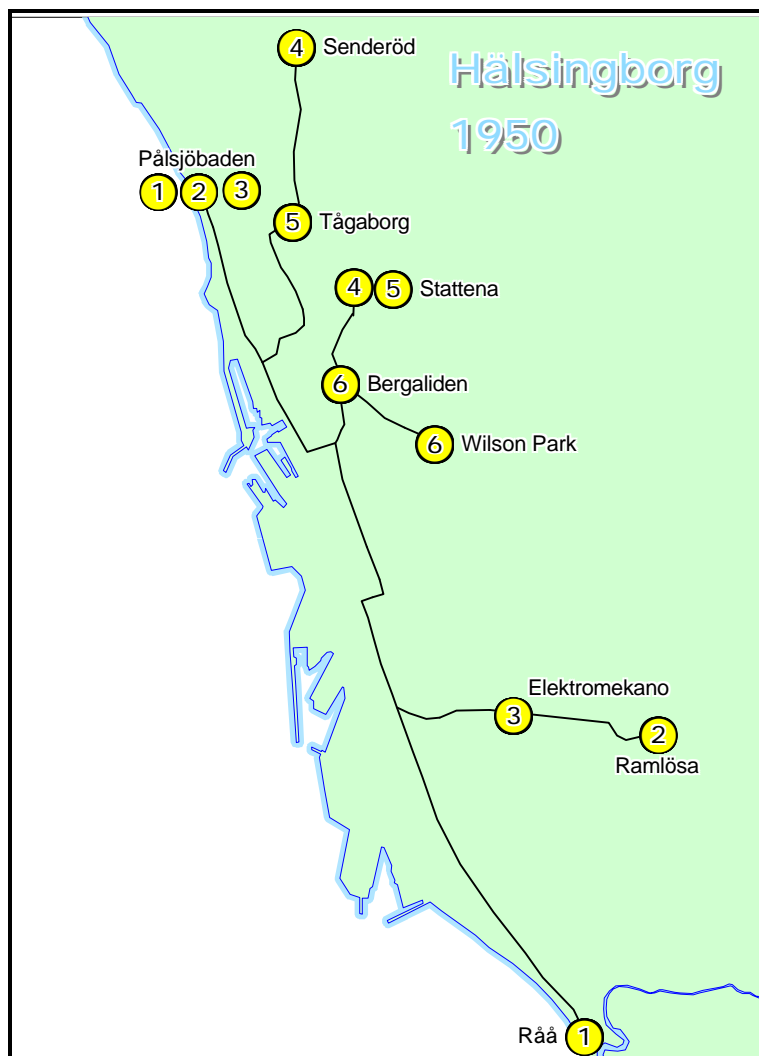 4 Senderöd
Hälsingborg
1950
Pålsjöbaden
1 2 3
5 Tågaborg
4 5 Stattena
6 Bergaliden
6 Wilson Park
Elektromekano
3
2
Ramlösa
Råå 1